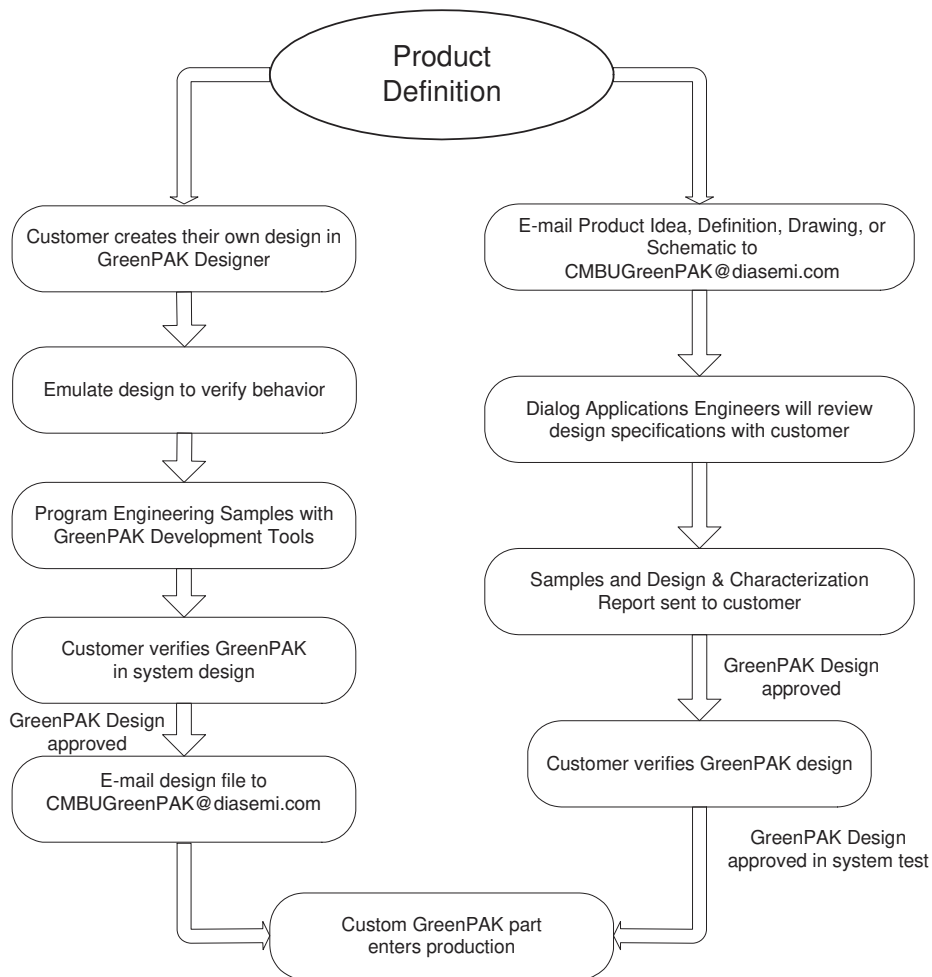 Product
Definition
Customer creates their own design in
GreenPAK Designer
Emulate design to verify behavior
Program Engineering Samples with
GreenPAK Development Tools
Customer verifies GreenPAK
in system design
GreenPAK Design
approved
E-mail design file to
CMBUGreenPAK@diasemi.com
E-mail Product Idea, Definition, Drawing, or
Schematic to
CMBUGreenPAK@diasemi.com
Dialog Applications Engineers will review
design specifications with customer
Samples and Design & Characterization
Report sent to customer
GreenPAK Design
approved
Customer verifies GreenPAK design
GreenPAK Design
approved in system test
Custom GreenPAK part
enters production